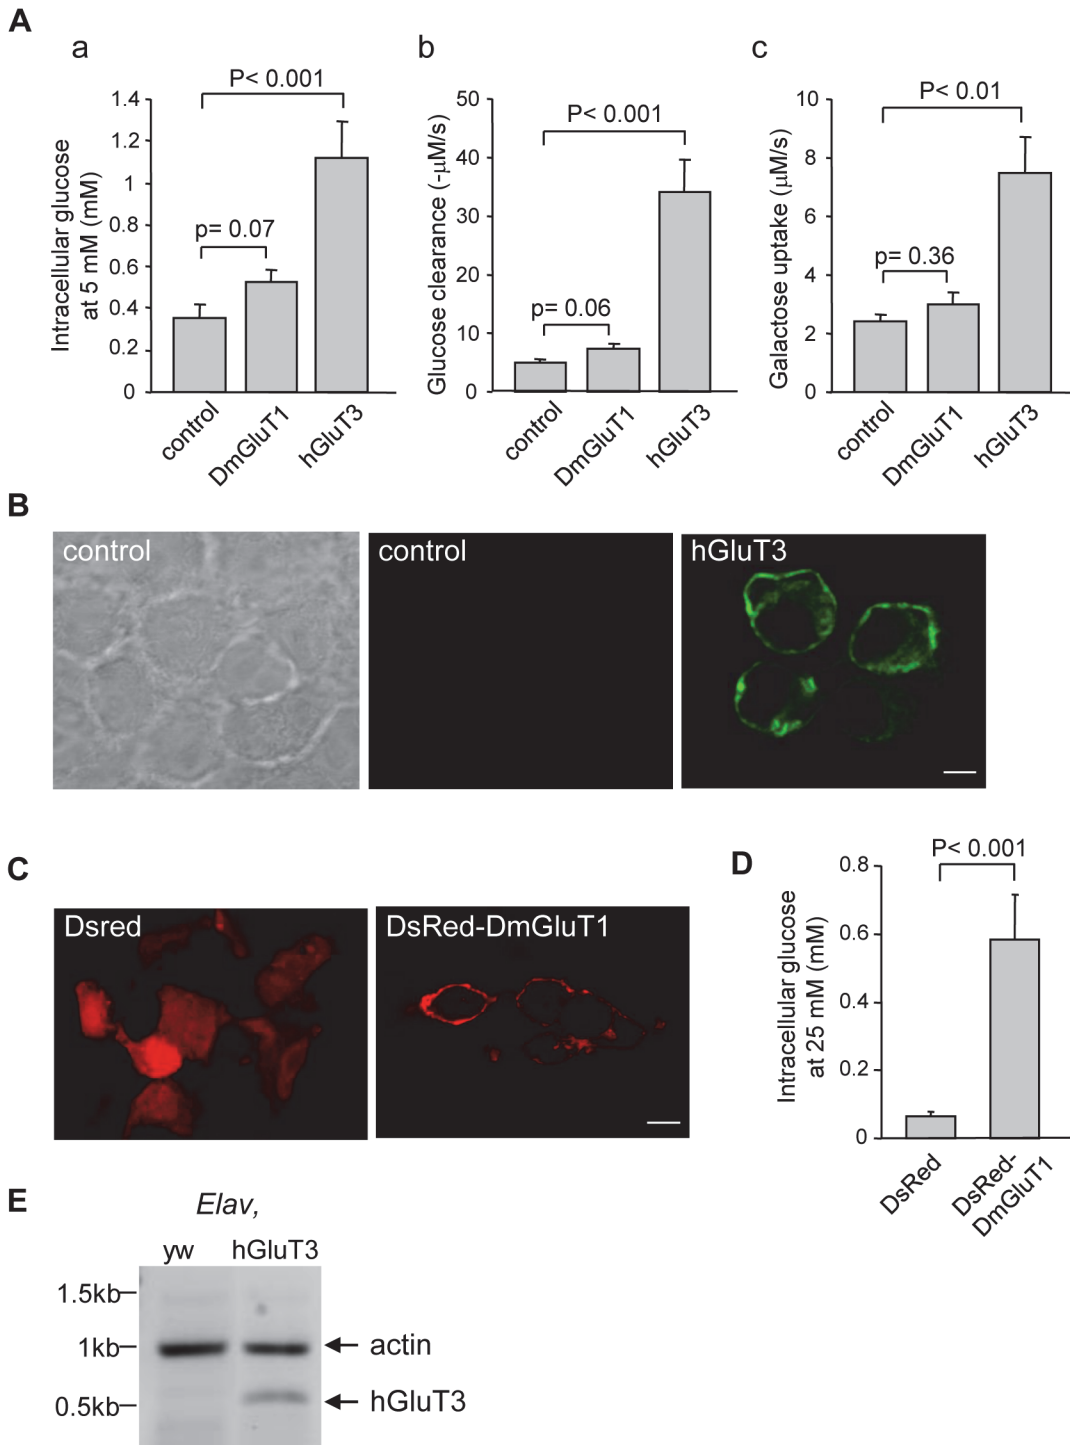 A
a
b
c
P< 0.001
p= 0.07
1.4
1.2
1
0.8
0.6
0.4
0.2
0
Intracellular glucose
at 5 mM (mM)
control
DmGluT1
hGluT3
P< 0.001
p= 0.06
50
40
30
20
10
0
Glucose clearance (-µM/s)
control
DmGluT1
hGluT3
P< 0.01
p= 0.36
10
8
6
4
2
0
Galactose uptake (µM/s)
control
DmGluT1
hGluT3
B
control
control
hGluT3
C
Dsred
DsRed-DmGluT1
D
P< 0.001
0.8
0.6
0.4
0.2
0
Intracellular glucose
at 25 mM (mM)
DsRed
DsRed-
DmGluT1
E
Elav,
yw hGluT3
1.5kb
1kb
0.5kb
actin
hGluT3